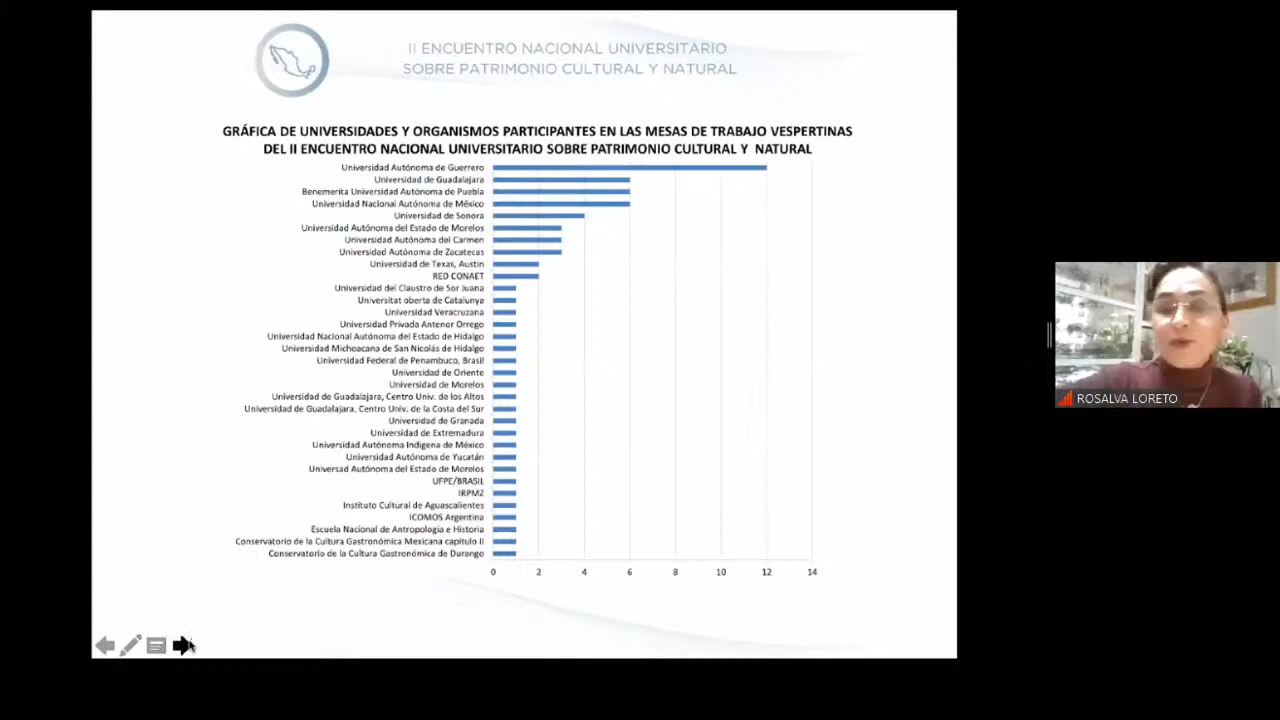 II ENCUENTRO NACIONAL UNIVERSITARIO
SOBRE PATRIMONIO CULTURAL Y NATURAL
GRÁFICA DE UNIVERSIDADES Y ORGANISMOS PARTICIPANTES EN LAS MESAS DE TRABAJO VESPERTINAS
DEL II ENCUENTRO NACIONAL UNIVERSITARIO SOBRE PATRIMONIO CULTURAL Y NATURAL
Universidad Autónoma de Guerrero
Universidad de Guadalajara
Benemerita Universidad Autónoma de Puebla
Universidad Nacional Autónoma de México
Universidad de Sonora
Universidad Autónoma del Estado de Morelos
Universidad Autónoma del Carmen
Universidad Autónoma de Zacatecas
Universidad de Texas, Austin
RED CONAET
Universidad del Claustro de Sor Juana
Universitat oberta de Catalunya
Universidad Veracruzana
Universidad Privada Antenor Orrego
Universidad Nacional Autónoma del Estado de Hidalgo
Universidad Michoacana de San Nicolás de Hidalgo
Universidad Federal de Penambuco, Brasil
Universidad de Oriente
Universidad de Morelos
Universidad de Guadalajara, Centro Univ. de los Altos
Universidad de Guadalajara, Centro Univ. de la Costa del Sur
Universidad de Granada
Universidad de Extremadura
Universidad Autónoma Indigena de México
Universidad Autónoma de Yucatán
Universad Autónoma del Estado de Morelos
UFPE/BRASIL
IRPMZ
Instituto Cultural de Aguascalientes
ICOMOS Argentina
Escuela Nacional de Antropología e Historia
Conservatorio de la Cultura Gastronómica Mexicana capitulo II
Conservatorio de la Cultura Gastronómica de Durango
0 2 4 6 8 10 12 14
ROSALVA LORETO